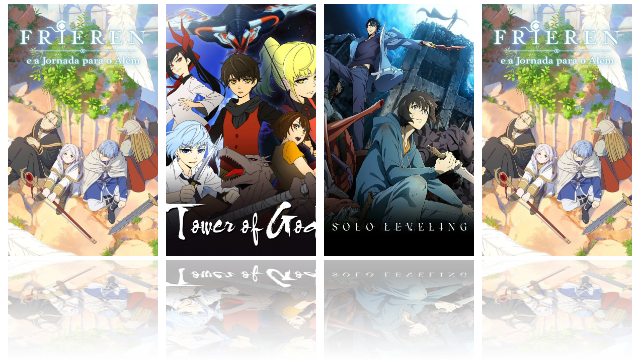 FRIEREN
e a Jornada para o Além
Tower of God
SOLO LEVELING
FRIEREN
e a Jornada para o Além